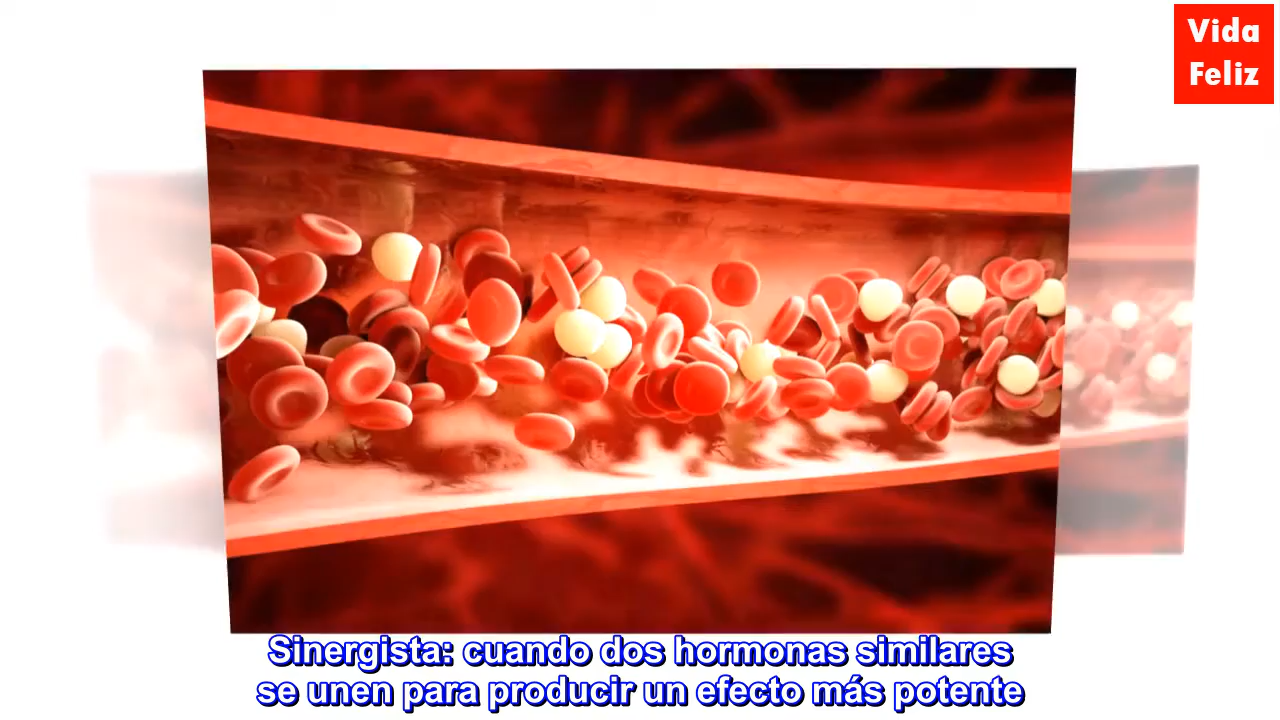 Vida
Feliz
Sinergista: cuando dos hormonas similares
se unen para producir un efecto más potente